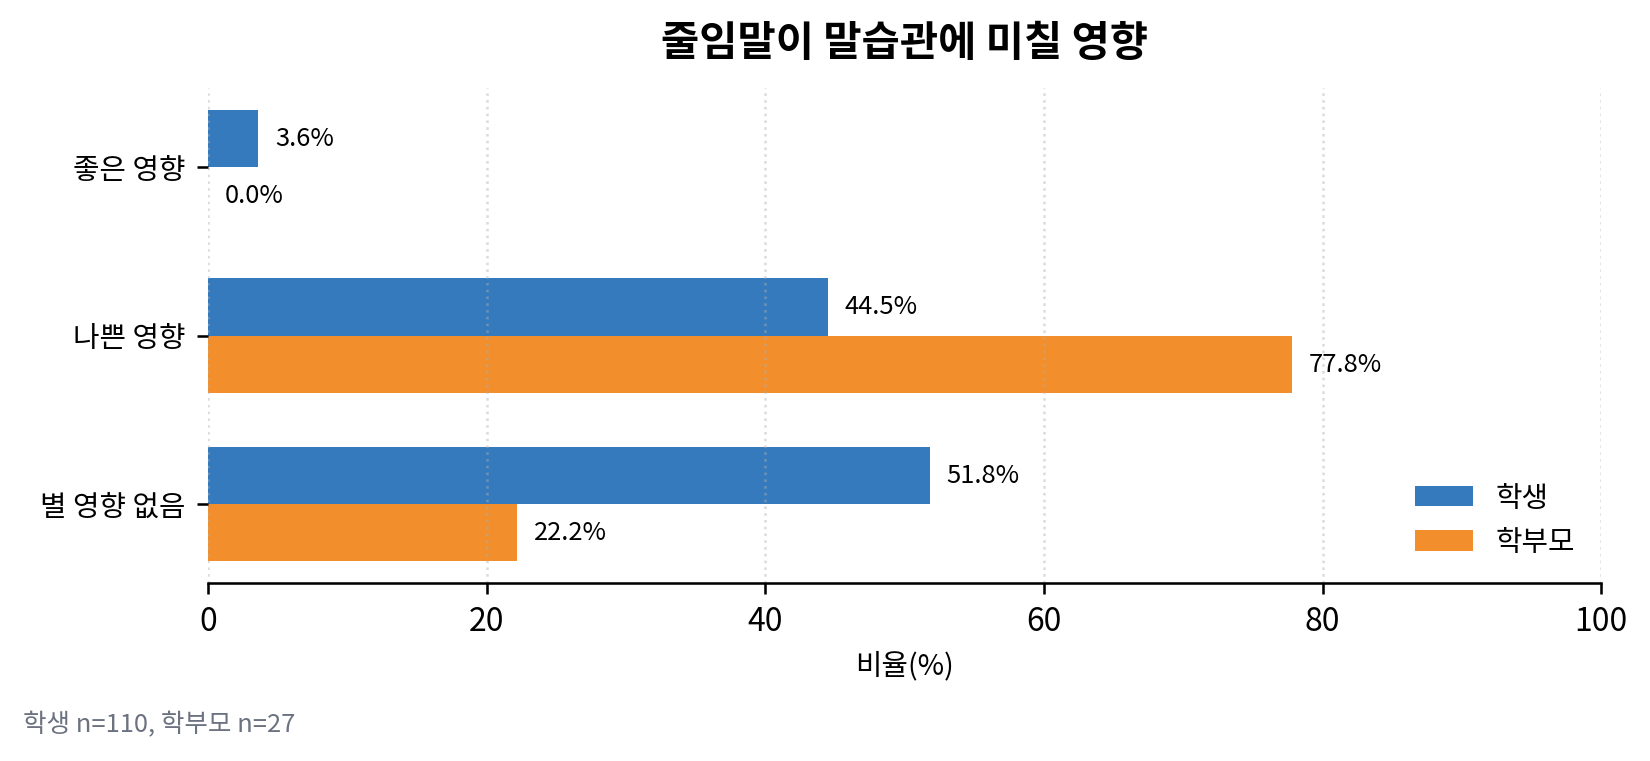 줄임말이 말습관에 미칠 영향
좋은 영향
3.6%
0.0%
나쁜 영향
44.5%
77.8%
별 영향 없음
51.8%
22.2%
학생
학부모
0 20 40 60 80 100
비율(%)
학생 n=110, 학부모 n=27